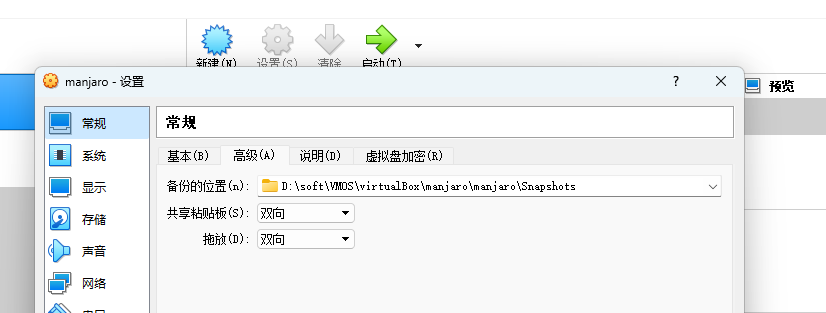 新建(N) 设置(S) 清除 启动(T)
manjaro - 设置
预览
常规
系统
显示
存储
声音
网络
常规
基本(B) 高级(A) 说明(D) 虚拟盘加密(R)
备份的位置(n): D:\soft\VMOS\virtualBox\manjaro\manjaro\Snapshots
共享粘贴板(S): 双向
拖放(D): 双向